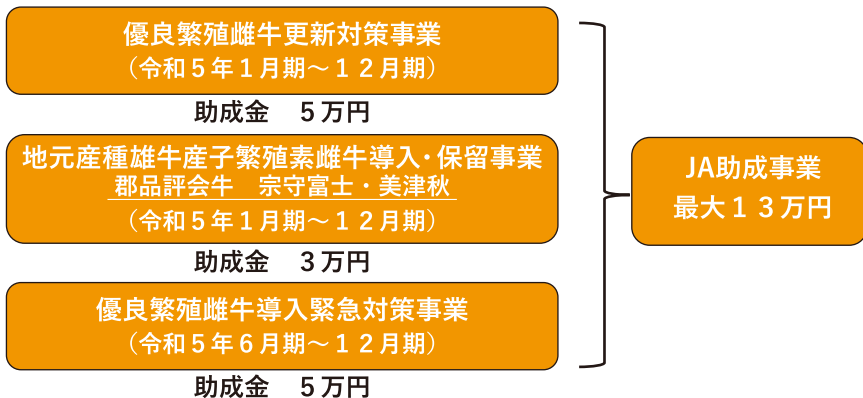 優良繁殖雌牛更新対策事業
（令和５年１月期～１２月期）
助成金　５万円
地元産種雄牛産子繁殖素雌牛導入・保留事業
郡品評会牛　宗守富士・美津秋
（令和５年１月期～１２月期）
助成金　３万円
優良繁殖雌牛導入緊急対策事業
（令和５年６月期～１２月期）
助成金　５万円
JA助成事業
最大１３万円